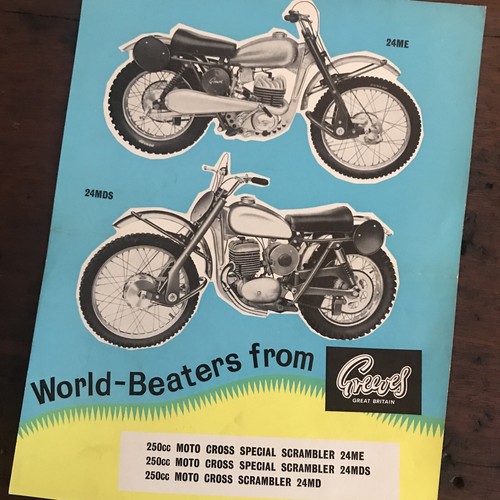 24ME
24MDS
World-Beaters from
Greeves
GREAT BRITAIN
250cc MOTO CROSS SPECIAL SCRAMBLER 24ME
250cc MOTO CROSS SPECIAL SCRAMBLER 24MDS
250cc MOTO CROSS SCRAMBLER 24MD